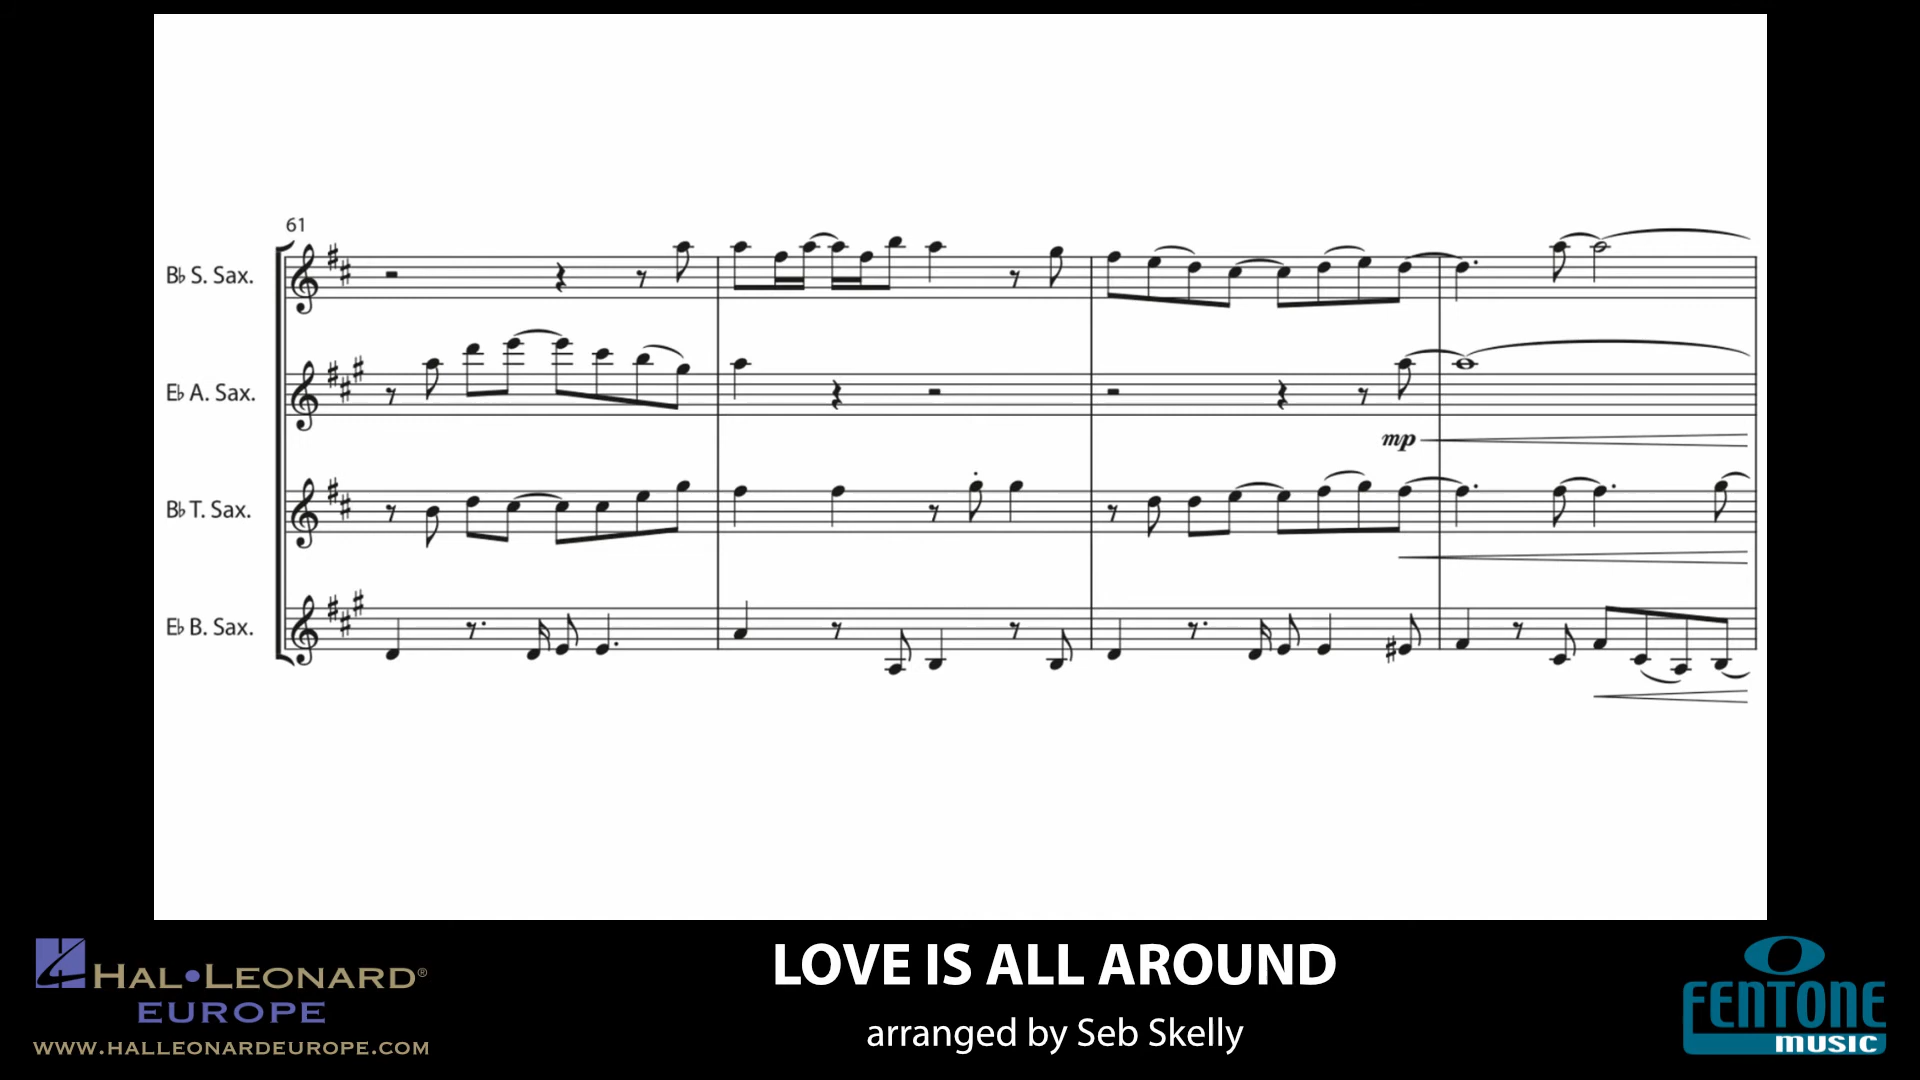 61
B♭ S. Sax.
E♭ A. Sax.
mp
B♭ T. Sax.
E♭ B. Sax.
HAL•LEONARD®
EUROPE
WWW.HALLEONARDEUROPE.COM
LOVE IS ALL AROUND
arranged by Seb Skelly
FENTONE
MUSIC